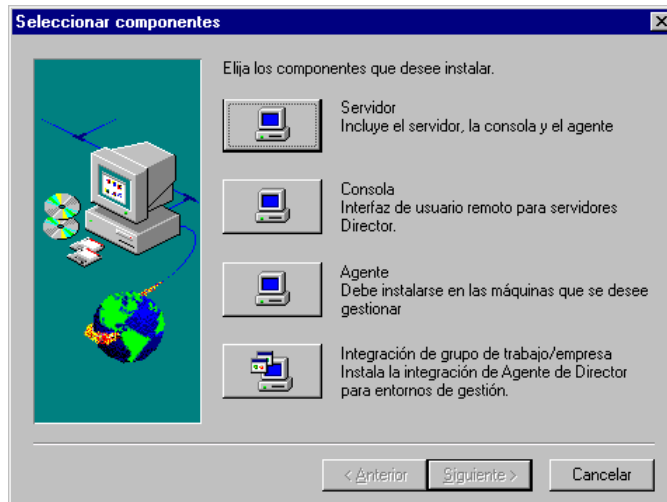 Seleccionar componentes
Elija los componentes que desee instalar.
Servidor
Incluye el servidor, la consola y el agente
Consola
Interfaz de usuario remoto para servidores
Director.
Agente
Debe instalarse en las máquinas que se desee
gestionar
Integración de grupo de trabajo/empresa
Instala la integración de Agente de Director
para entornos de gestión.
< Anterior
Siguiente >
Cancelar